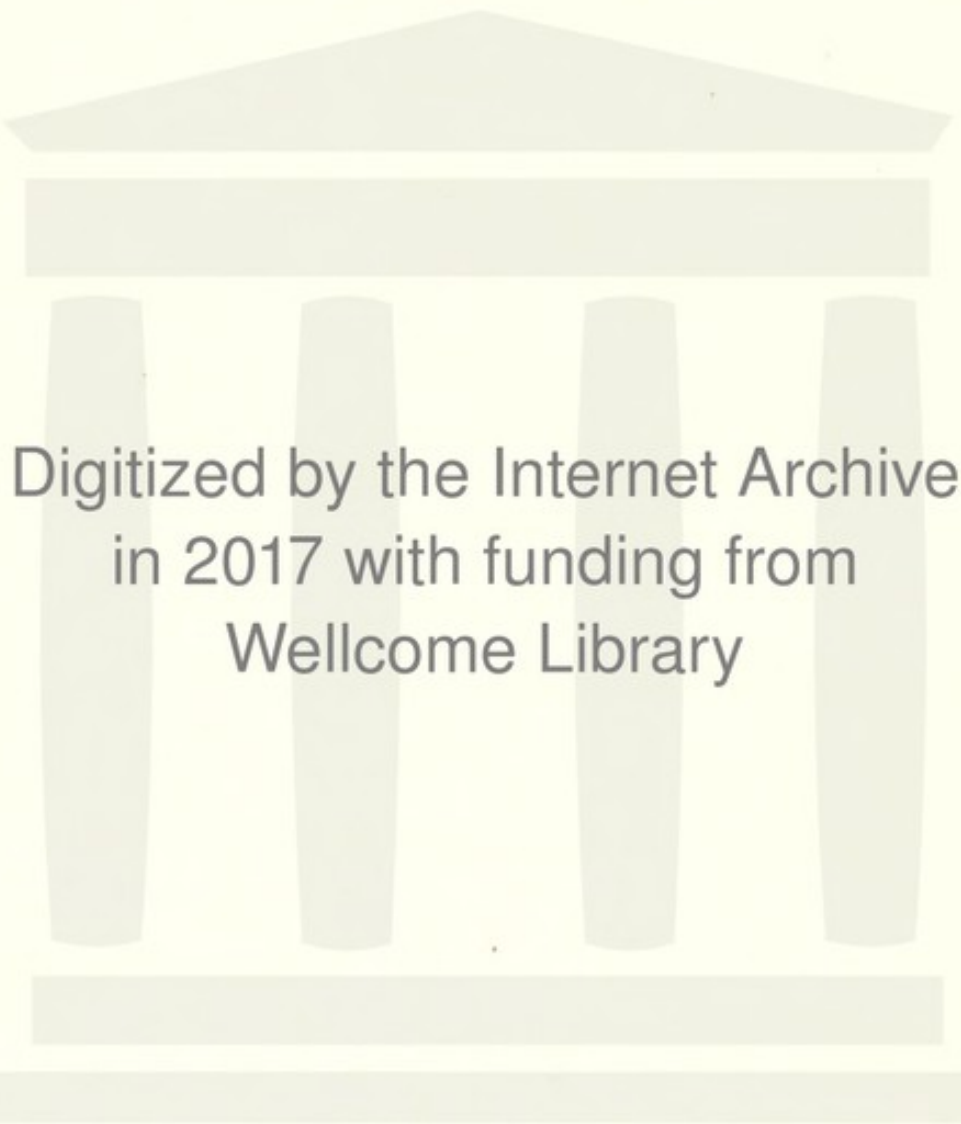 Digitized by the Internet Archive
in 2017 with funding from
Wellcome Library